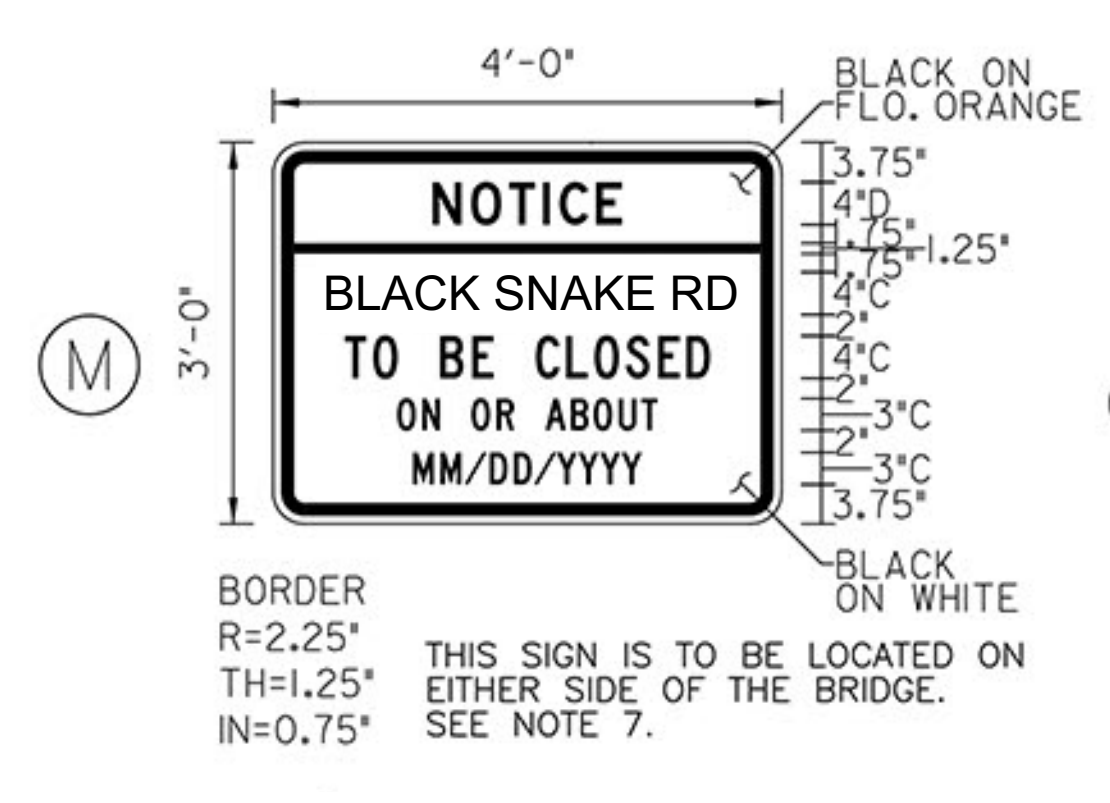 4'-0"
BLACK ON
FLO. ORANGE
3'-0"
M
NOTICE
BLACK SNAKE RD
TO BE CLOSED
ON OR ABOUT
MM/DD/YYYY
3.75"
4"D
1.75"
1.25"
1.75"
4"C
2"
4"C
2"
3"C
2"
3"C
3.75"
BLACK
ON WHITE
BORDER
R=2.25"
TH=1.25"
IN=0.75"
THIS SIGN IS TO BE LOCATED ON
EITHER SIDE OF THE BRIDGE.
SEE NOTE 7.